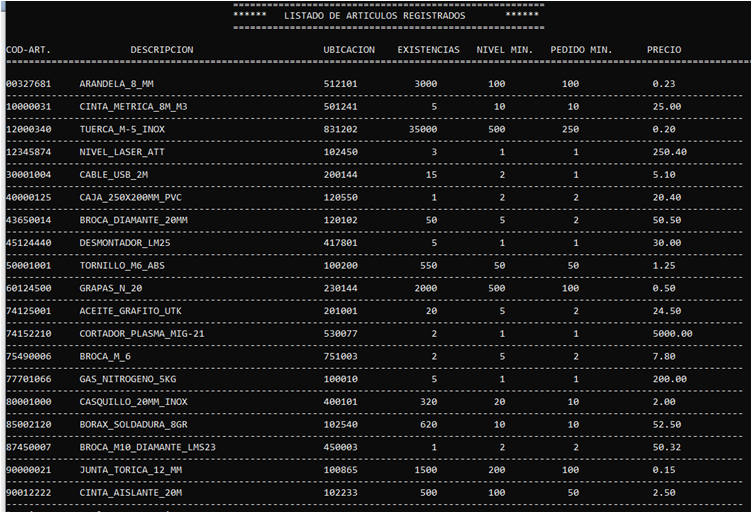 =======================================================
****** LISTADO DE ARTICULOS REGISTRADOS ******
=======================================================
COD-ART. DESCRIPCION UBICACION EXISTENCIAS NIVEL MIN. PEDIDO MIN. PRECIO
00327681 ARANDELA_8_MM 512101 3000 100 100 0.23
10000031 CINTA_METRICA_8M_M3 501241 5 10 10 25.00
12000340 TUERCA_M-5_INOX 831202 35000 500 250 0.20
12345874 NIVEL_LASER_ATT 102450 3 1 1 250.40
30001004 CABLE_USB_2M 200144 15 2 1 5.10
40000125 CAJA_250X200MM_PVC 120550 1 2 2 20.40
43650014 BROCA_DIAMANTE_20MM 120102 50 5 2 50.50
45124440 DESMONTADOR_LM25 417801 5 1 1 30.00
50001001 TORNILLO_M6_ABS 100200 550 50 50 1.25
60124500 GRAPAS_N_20 230144 2000 500 100 0.50
74125001 ACEITE_GRAFITO_UTK 201001 20 5 2 24.50
74152210 CORTADOR_PLASMA_MIG-21 530077 2 1 1 5000.00
75490006 BROCA_M_6 751003 2 5 2 7.80
77701066 GAS_NITROGENO_5KG 100010 5 1 1 200.00
80001000 CASQUILLO_20MM_INOX 400101 320 20 10 2.00
85002120 BORAX_SOLDADURA_8GR 102540 620 10 10 52.50
87450007 BROCA_M10_DIAMANTE_LMS23 450003 1 2 2 50.32
90000021 JUNTA_TORICA_12_MM 100865 1500 200 100 0.15
90012222 CINTA_AISLANTE_20M 102233 500 100 50 2.50